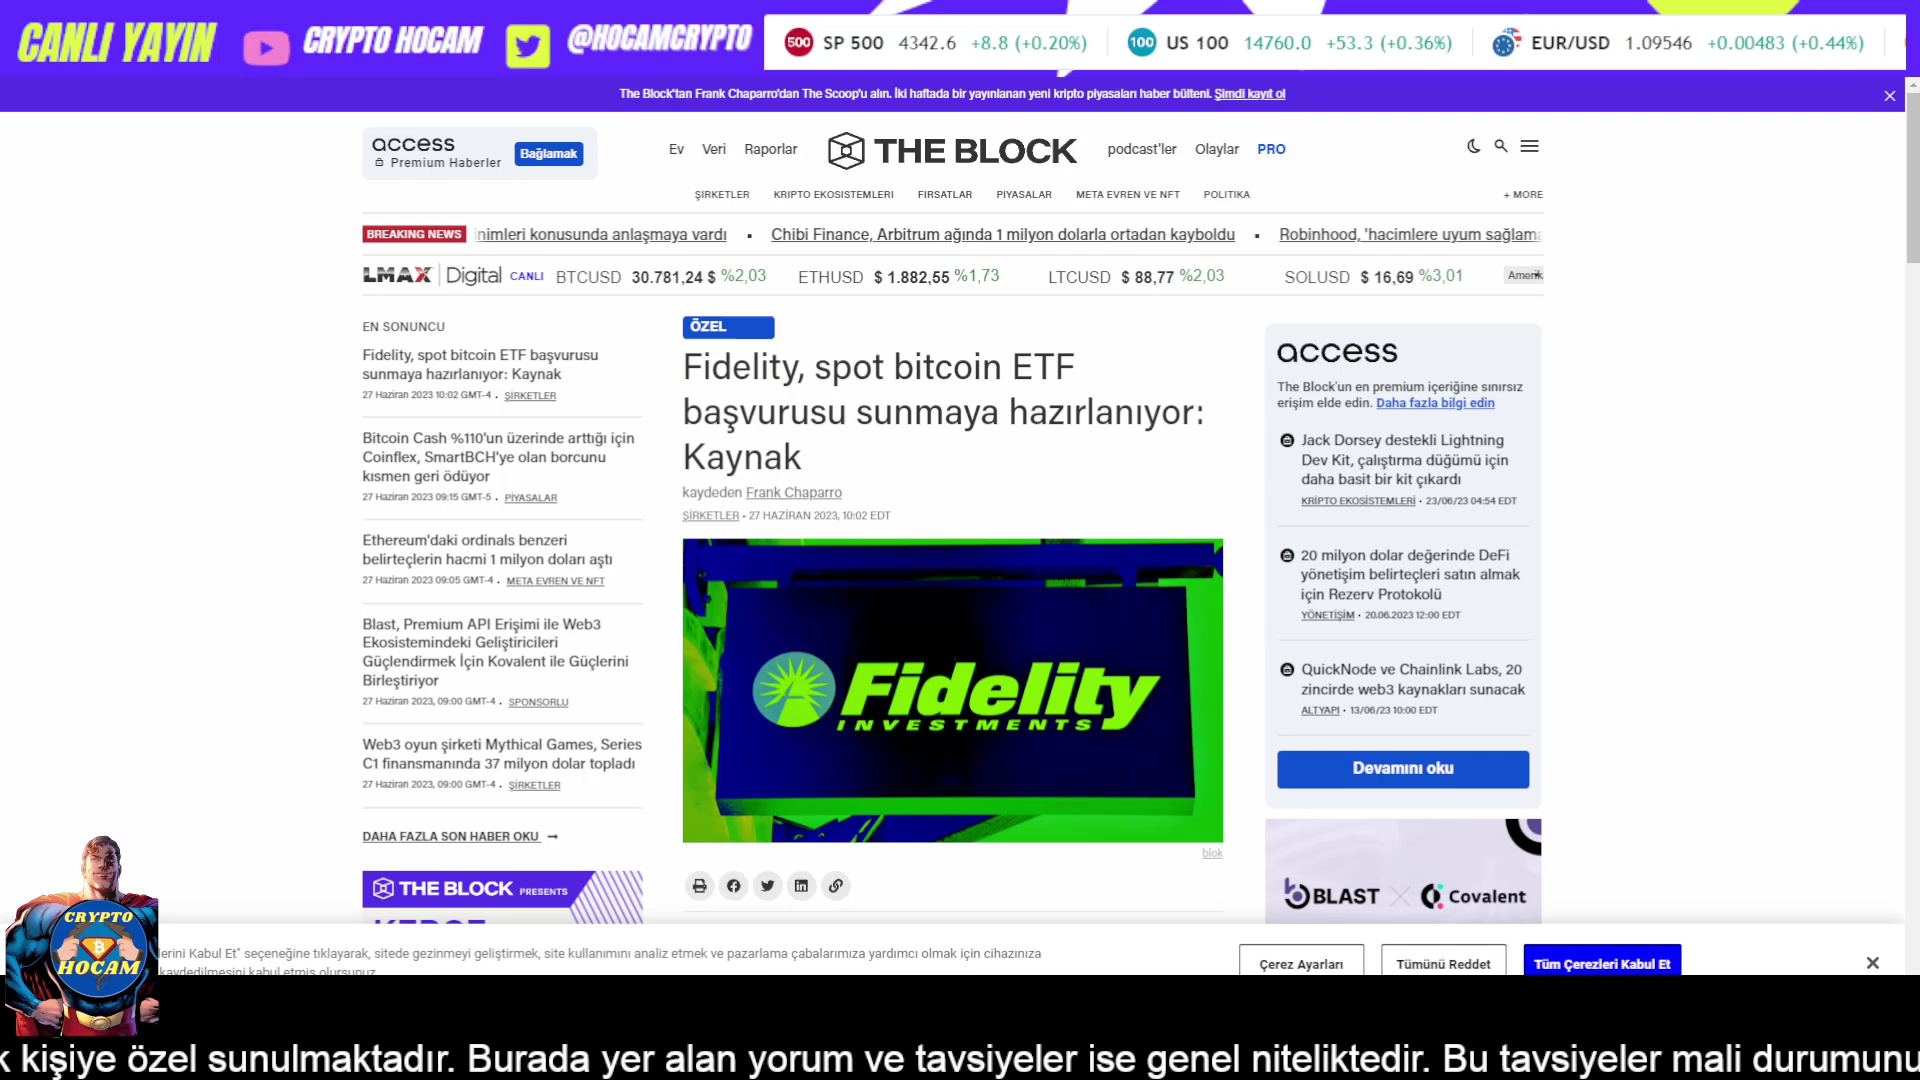 CANLI YAYIN
CRYPTO HOCAM
@HOCAMCRYPTO
500 SP 500 4342.6 +8.8 (+0.20%)
100 US 100 14760.0 +53.3 (+0.36%)
EUR/USD 1.09546 +0.00483 (+0.44%)
The Block'tan Frank Chaparro'dan The Scoop'u alın. İki haftada bir yayınlanan yeni kripto piyasaları haber bülteni. Şimdi kayıt ol
access
Premium Haberler
Bağlamak
Ev Veri Raporlar
THE BLOCK
podcast'ler Olaylar PRO
ŞIRKETLER KRIPTO EKOSISTEMLERI FIRSATLAR PIYASALAR META EVREN VE NFT POLITIKA + MORE
BREAKING NEWS
nimleri konusunda anlaşmaya vardı ▪ Chibi Finance, Arbitrum ağında 1 milyon dolarla ortadan kayboldu ▪ Robinhood, 'hacimlere uyum sağlama
LMAX Digital CANLI BTCUSD 30.781,24 $ %2,03 ETHUSD $ 1.882,55 %1,73 LTCUSD $ 88,77 %2,03 SOLUSD $ 16,69 %3,01
EN SONUNCU
Fidelity, spot bitcoin ETF başvurusu
sunmaya hazırlanıyor: Kaynak
27 Haziran 2023 10:02 GMT-4 • ŞİRKETLER
Bitcoin Cash %110'un üzerinde arttığı için
Coinflex, SmartBCH'ye olan borcunu
kısmen geri ödüyor
27 Haziran 2023 09:15 GMT-5 • PİYASALAR
Ethereum'daki ordinals benzeri
belirteçlerin hacmi 1 milyon doları aştı
27 Haziran 2023 09:05 GMT-4 • META EVREN VE NFT
Blast, Premium API Erişimi ile Web3
Ekosistemindeki Geliştiricileri
Güçlendirmek İçin Kovalent ile Güçlerini
Birleştiriyor
27 Haziran 2023, 09:00 GMT-4 • SPONSORLU
Web3 oyun şirketi Mythical Games, Series
C1 finansmanında 37 milyon dolar topladı
27 Haziran 2023, 09:00 GMT-4 • ŞİRKETLER
DAHA FAZLA SON HABER OKU →
THE BLOCK PRESENTS
ÖZEL
Fidelity, spot bitcoin ETF
başvurusu sunmaya hazırlanıyor:
Kaynak
kaydeden Frank Chaparro
ŞİRKETLER • 27 HAZİRAN 2023, 10:02 EDT
Fidelity
INVESTMENTS
blok
access
The Block'un en premium içeriğine sınırsız
erişim elde edin. Daha fazla bilgi edin
Jack Dorsey destekli Lightning
Dev Kit, çalıştırma düğümü için
daha basit bir kit çıkardı
KRİPTO EKOSİSTEMLERİ • 23/06/23 04:54 EDT
20 milyon dolar değerinde DeFi
yönetişim belirteçleri satın almak
için Rezerv Protokolü
YÖNETİŞİM • 20.06.2023 12:00 EDT
QuickNode ve Chainlink Labs, 20
zincirde web3 kaynakları sunacak
ALTYAPI • 13/06/23 10:00 EDT
Devamını oku
BLAST × Covalent
lerini Kabul Et" seçeneğine tıklayarak, sitede gezinmeyi geliştirmek, site kullanımını analiz etmek ve pazarlama çabalarımıza yardımcı olmak için cihazınıza
kaydedilmesini kabul etmiş olursunuz
Çerez Ayarları
Tümünü Reddet
Tüm Çerezleri Kabul Et
CRYPTO
HOCAM
k kişiye özel sunulmaktadır. Burada yer alan yorum ve tavsiyeler ise genel niteliktedir. Bu tavsiyeler mali durumunu